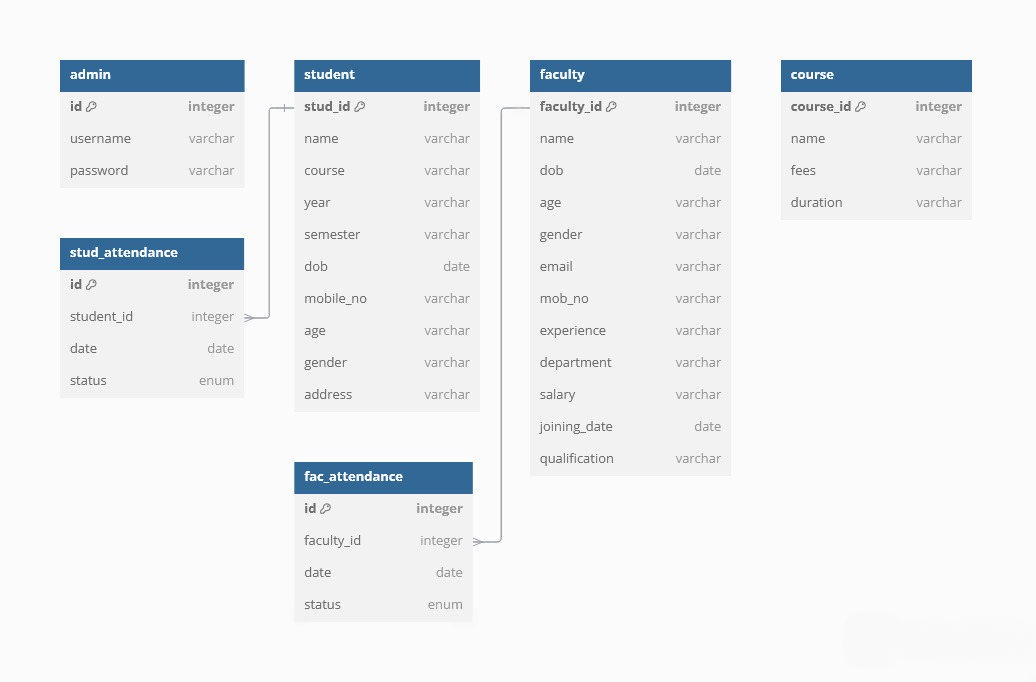 admin
id integer
username varchar
password varchar
student
stud_id integer
name varchar
course varchar
year varchar
semester varchar
dob date
mobile_no varchar
age varchar
gender varchar
address varchar
faculty
faculty_id integer
name varchar
dob date
age varchar
gender varchar
email varchar
mob_no varchar
experience varchar
department varchar
salary varchar
joining_date date
qualification varchar
course
course_id integer
name varchar
fees varchar
duration varchar
stud_attendance
id integer
student_id integer
date date
status enum
fac_attendance
id integer
faculty_id integer
date date
status enum